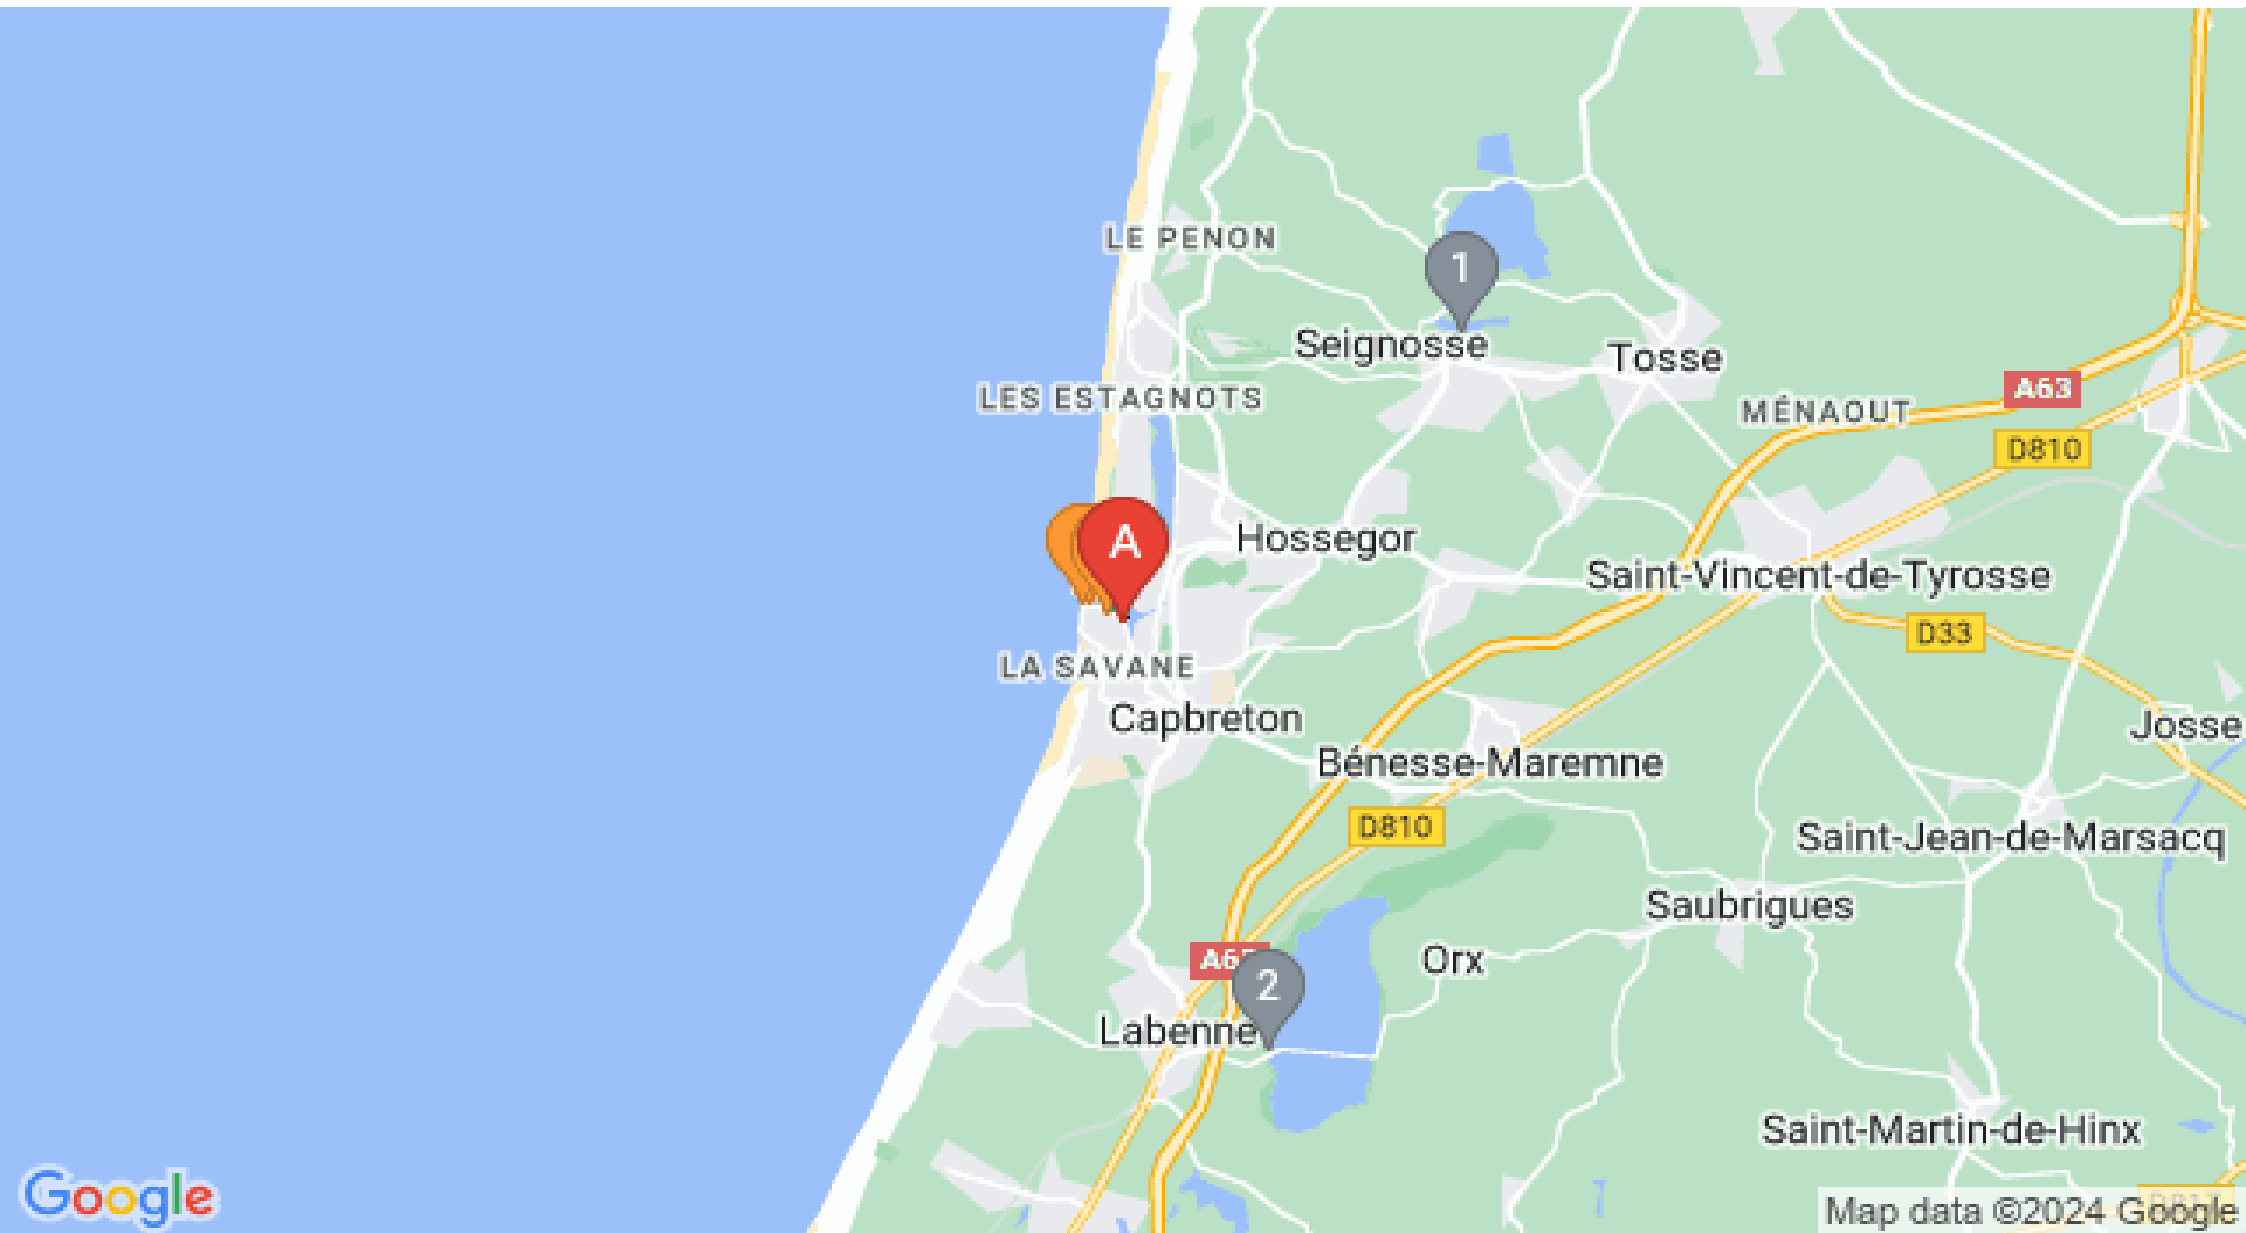 LE PENON
1
Seignosse
Tosse
LES ESTAGNOTS
A63
MÉNAOUT
D810
A
Hossegor
Saint-Vincent-de-Tyrosse
D33
LA SAVANE
Capbreton
Josse
Bénesse-Maremne
D810
Saint-Jean-de-Marsacq
Saubrigues
Orx
2
Labenne
Saint-Martin-de-Hinx
Google
Map data ©2024 Google